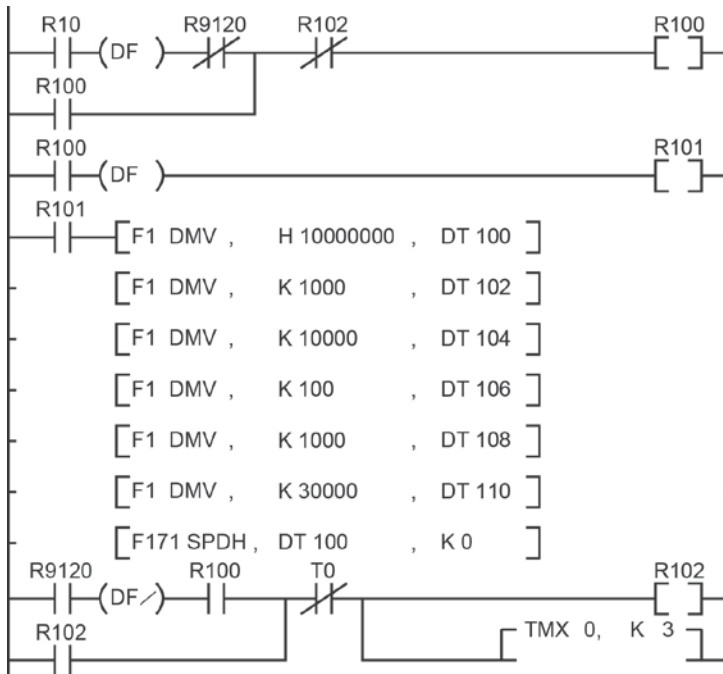 R10 R9120 R102 R100
(DF )
R100
R100 R101
(DF )
R101
F1 DMV , H 10000000 , DT 100
F1 DMV , K 1000 , DT 102
F1 DMV , K 10000 , DT 104
F1 DMV , K 100 , DT 106
F1 DMV , K 1000 , DT 108
F1 DMV , K 30000 , DT 110
F171 SPDH , DT 100 , K 0
R9120 R100 T0 R102
(DF/)
R102
TMX 0, K 3